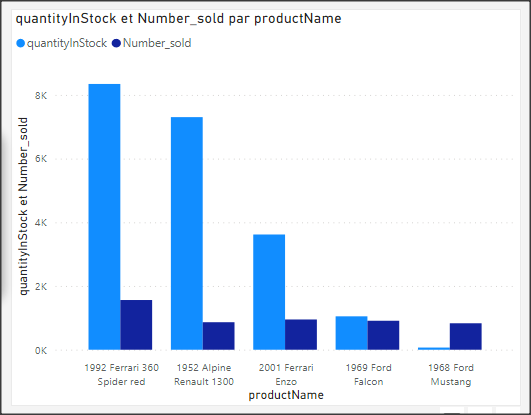 quantityInStock et Number_sold par productName
quantityInStock Number_sold
quantityInStock et Number_sold
8K
6K
4K
2K
0K
1992 Ferrari 360
Spider red
1952 Alpine
Renault 1300
2001 Ferrari
Enzo
1969 Ford
Falcon
1968 Ford
Mustang
productName